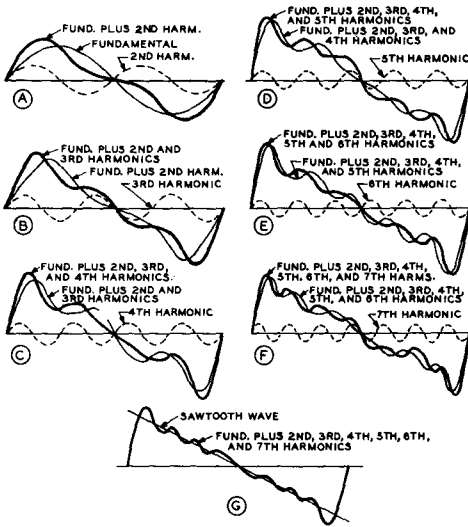 FUND. PLUS 2ND HARM.
FUNDAMENTAL
2ND HARM.
A
FUND. PLUS 2ND AND
3RD HARMONICS
FUND. PLUS 2ND HARM.
3RD HARMONIC
B
FUND. PLUS 2ND, 3RD,
AND 4TH HARMONICS.
FUND. PLUS 2ND AND
3RD HARMONICS
4TH HARMONIC
C
FUND. PLUS 2ND, 3RD, 4TH,
AND 5TH HARMONICS
FUND. PLUS 2ND, 3RD, AND
4TH HARMONICS
5TH HARMONIC
D
FUND. PLUS 2ND, 3RD, 4TH,
5TH AND 6TH HARMONICS
FUND. PLUS 2ND, 3RD, 4TH,
AND 5TH HARMONICS
6TH HARMONIC
E
FUND. PLUS 2ND, 3RD, 4TH,
5TH, 6TH, AND 7TH HARMS.
FUND. PLUS 2ND, 3RD, 4TH,
5TH, AND 6TH HARMONICS
7TH HARMONIC
F
SAWTOOTH WAVE
FUND. PLUS 2ND, 3RD, 4TH, 5TH, 6TH,
AND 7TH HARMONICS
G